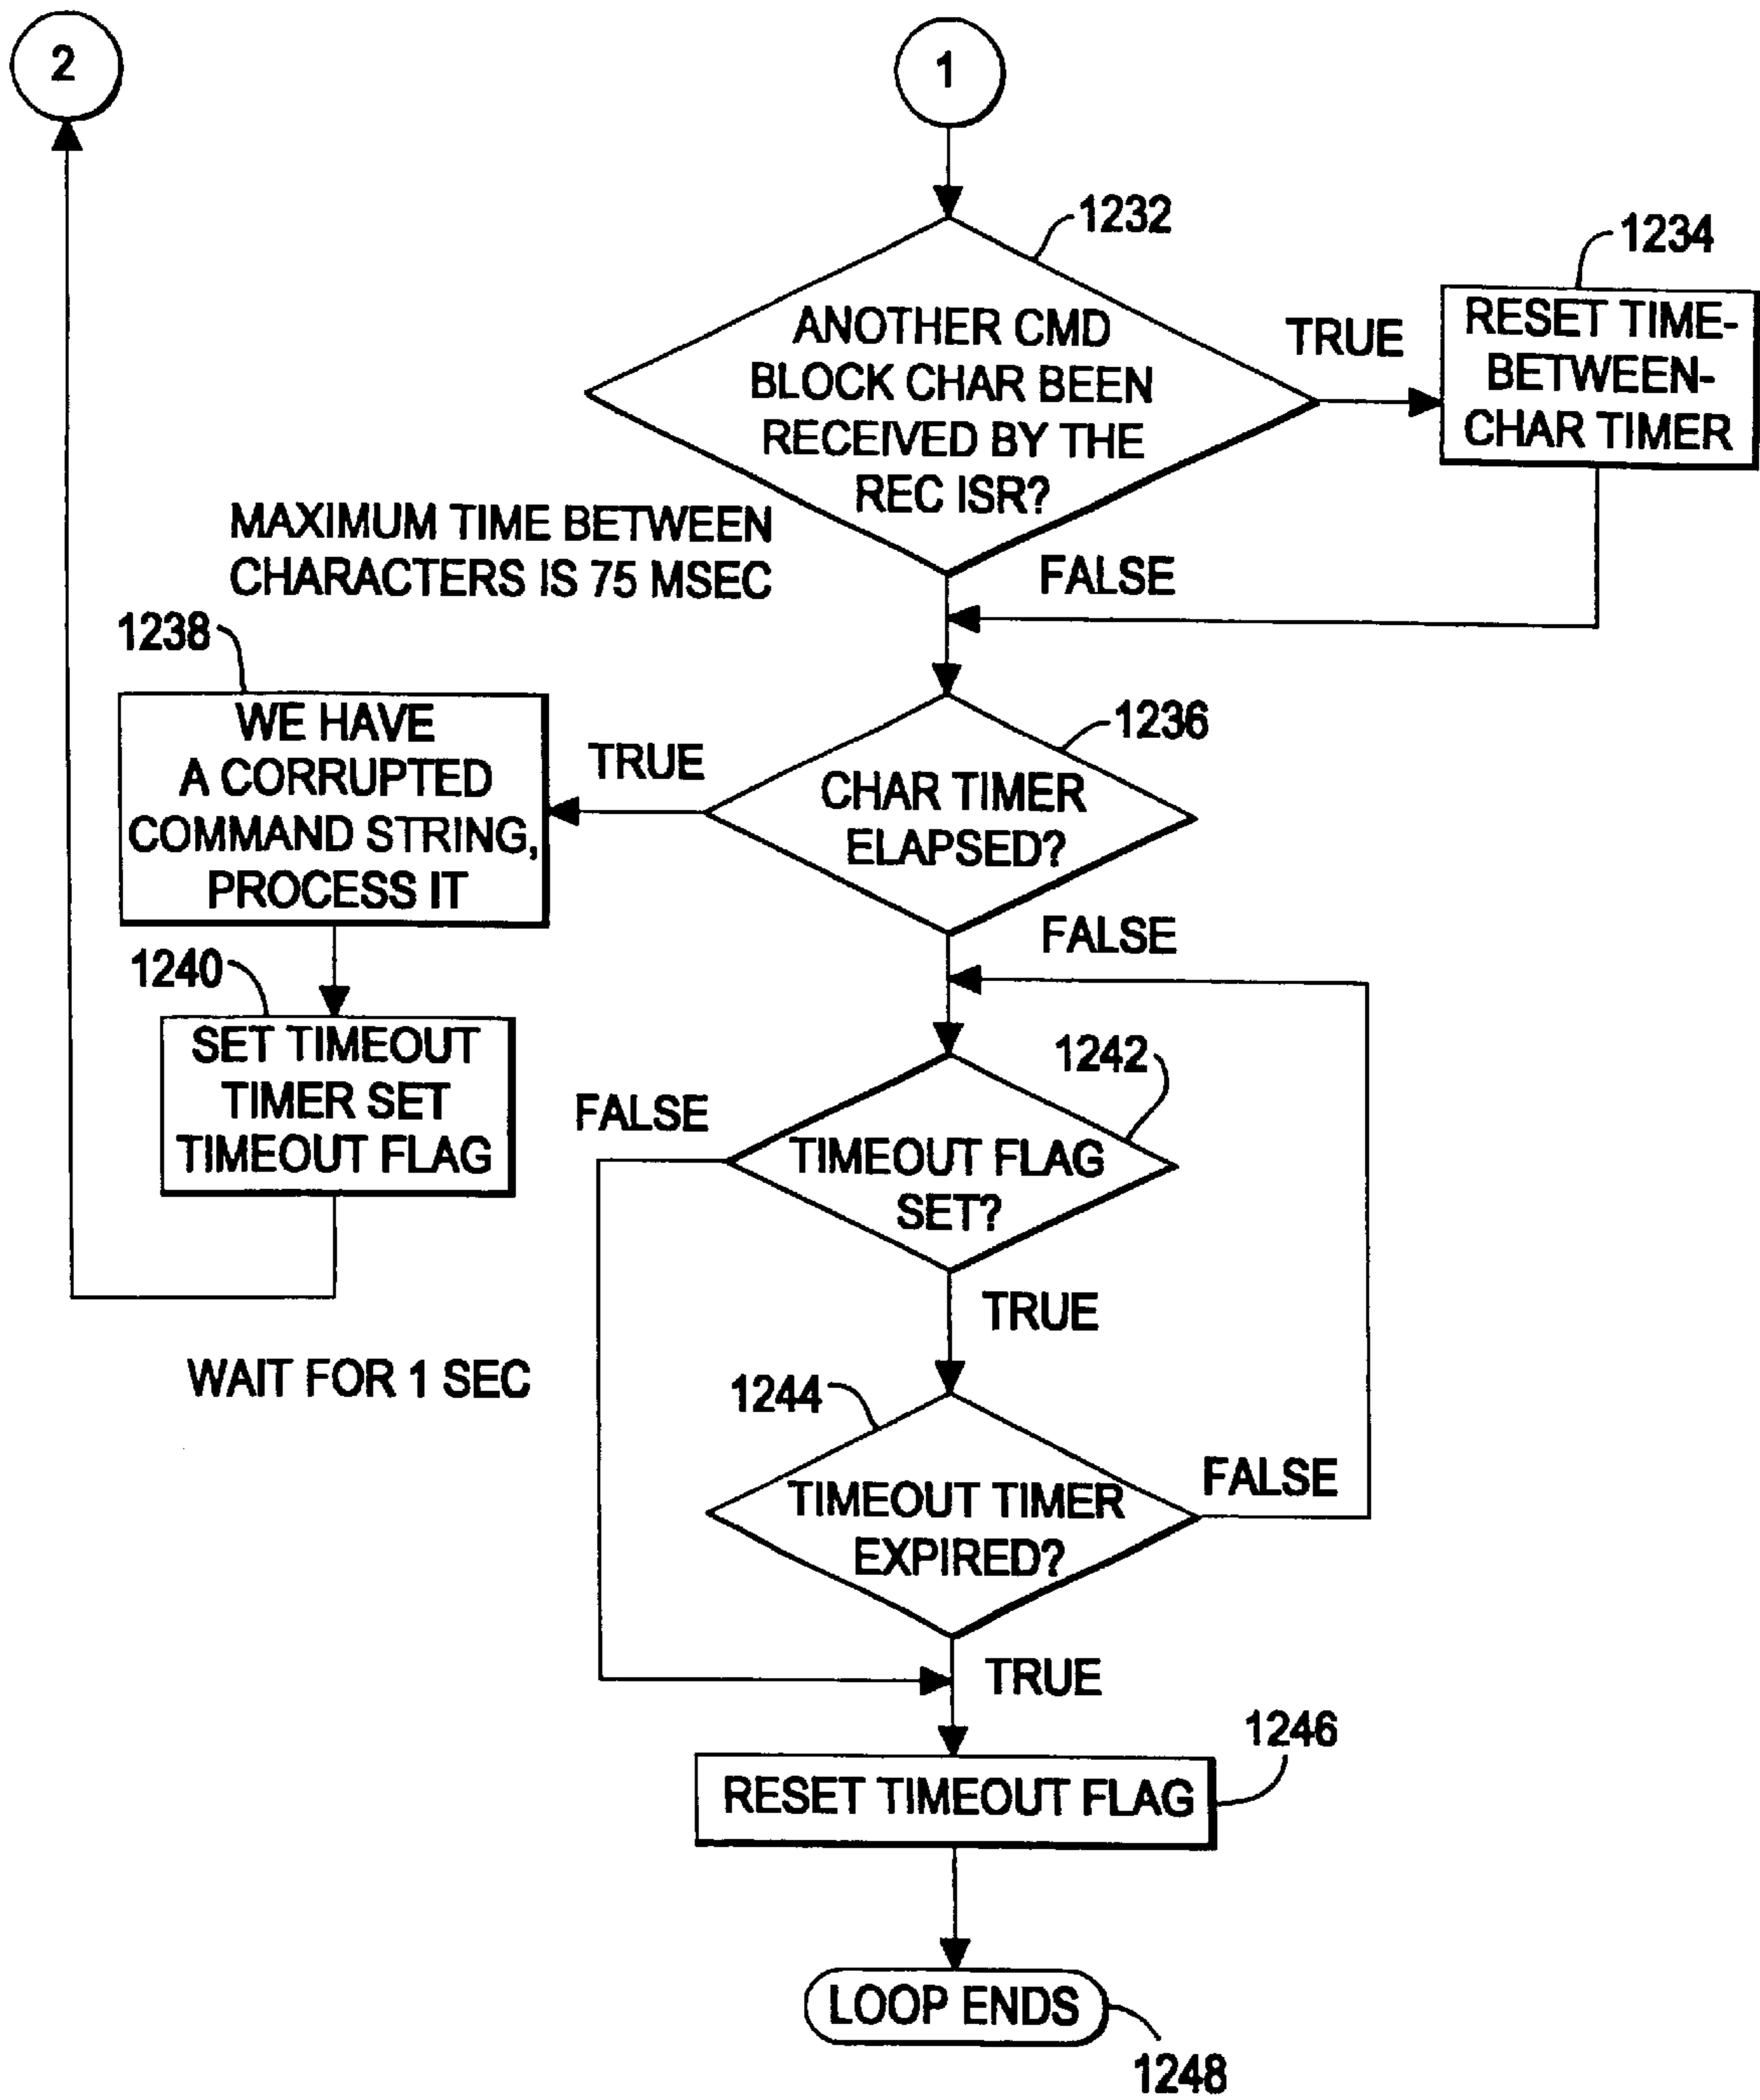 2
1
1232
1234
ANOTHER CMD
BLOCK CHAR BEEN
RECEIVED BY THE
REC ISR?
TRUE
RESET TIME-
BETWEEN-
CHAR TIMER
MAXIMUM TIME BETWEEN
CHARACTERS IS 75 MSEC
FALSE
1238
WE HAVE
A CORRUPTED
COMMAND STRING,
PROCESS IT
TRUE
1236
CHAR TIMER
ELAPSED?
FALSE
1240
SET TIMEOUT
TIMER SET
TIMEOUT FLAG
1242
FALSE
TIMEOUT FLAG
SET?
TRUE
WAIT FOR 1 SEC
1244
TIMEOUT TIMER
EXPIRED?
FALSE
TRUE
1246
RESET TIMEOUT FLAG
LOOP ENDS
1248